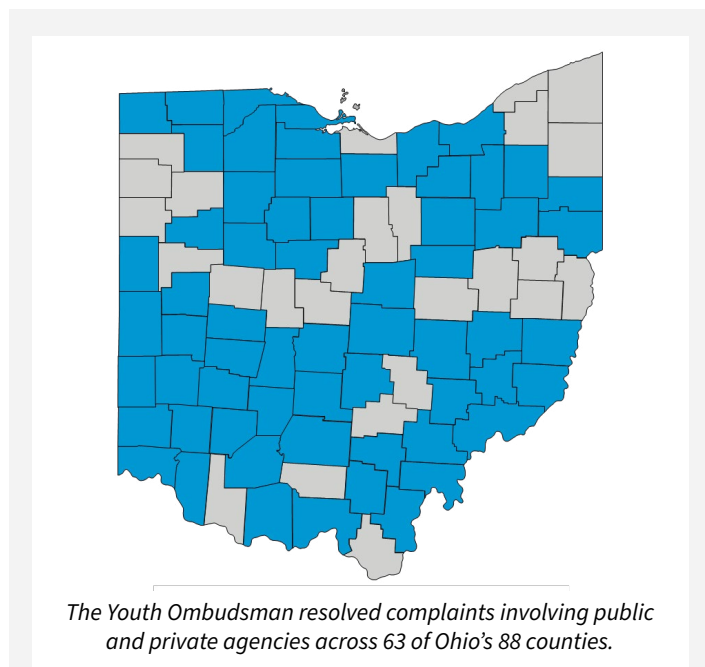 The Youth Ombudsman resolved complaints involving public
and private agencies across 63 of Ohio’s 88 counties.